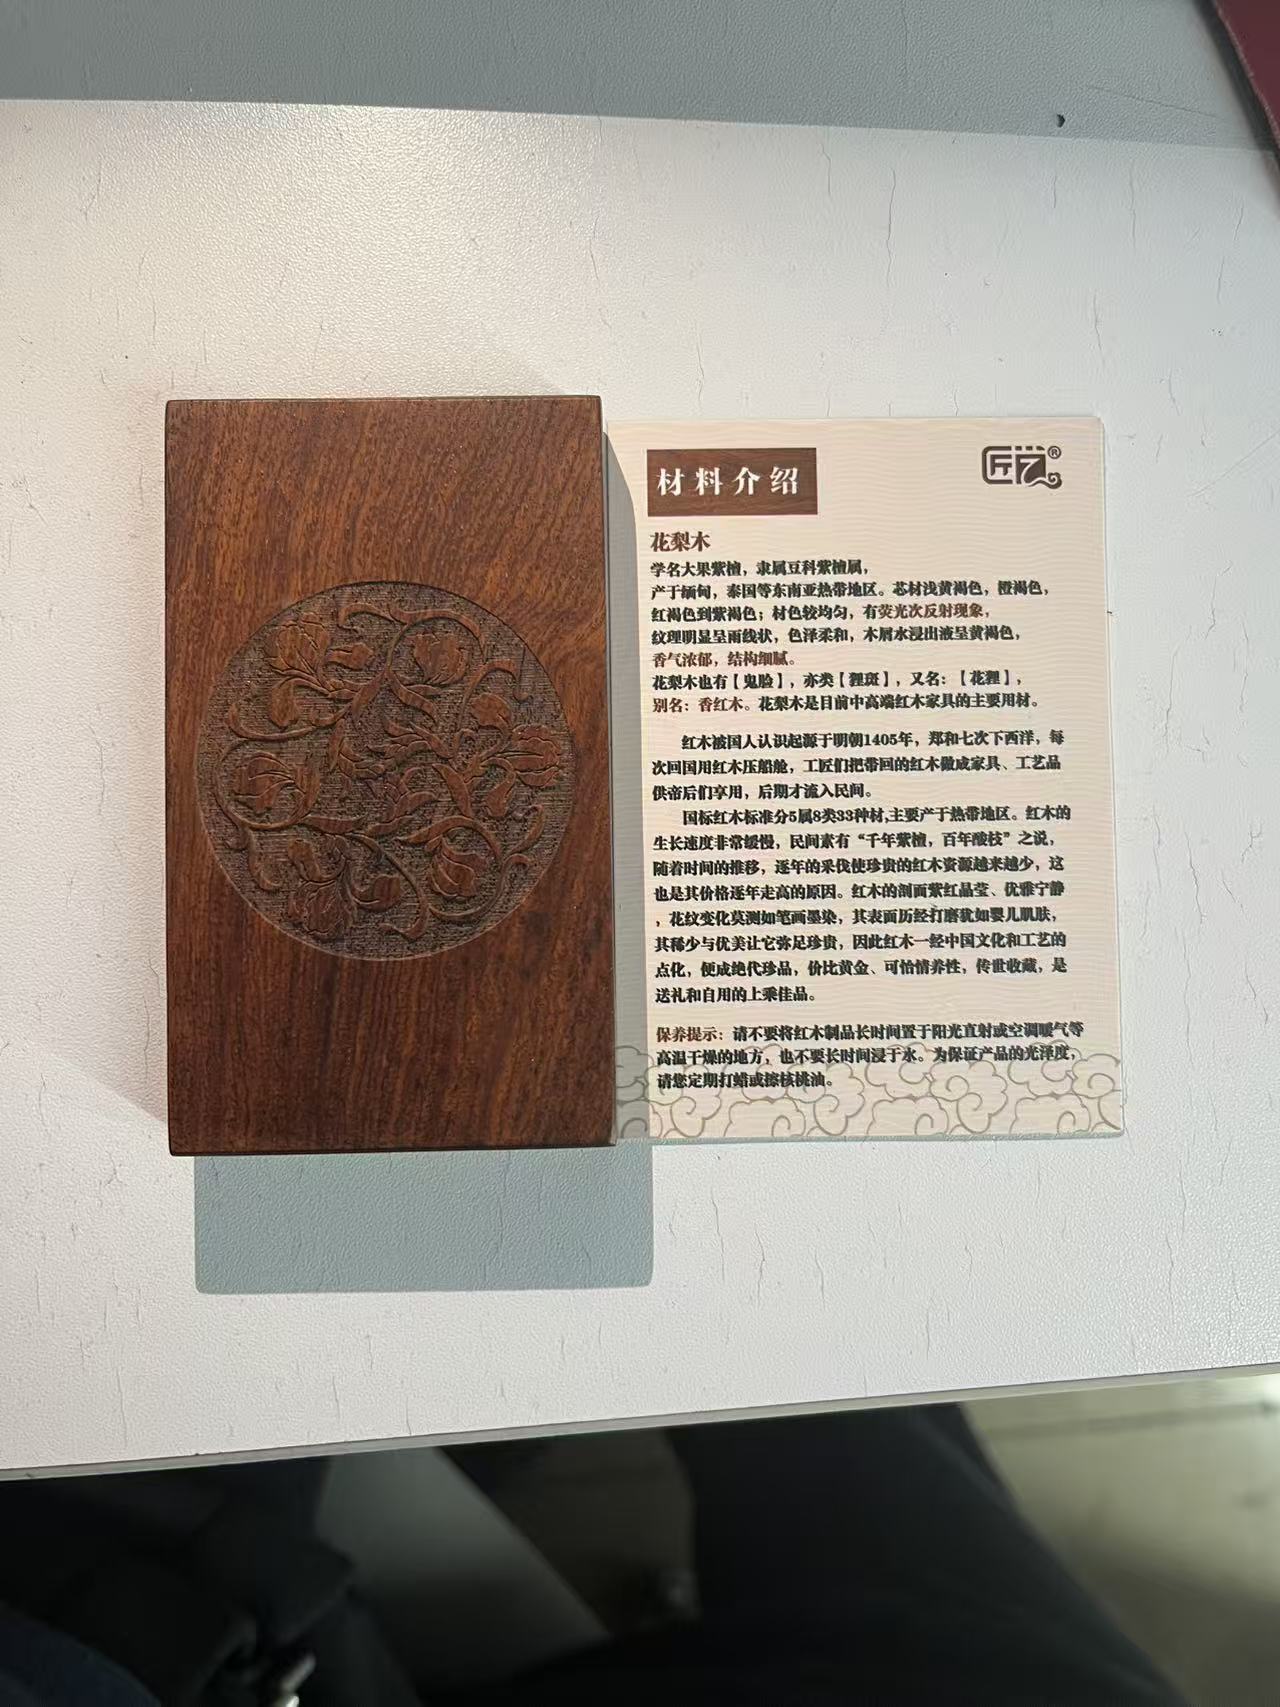 材料介绍
匠艺®
花梨木
学名大果紫檀，隶属豆科紫檀属，
产于缅甸，泰国等东南亚热带地区。芯材浅黄褐色，橙褐色，
红褐色到紫褐色；材色较均匀，有荧光次反射现象，
纹理明显呈雨线状，色泽柔和，木屑水浸出液呈黄褐色，
香气浓郁，结构细腻。
花梨木也有【鬼脸】，亦类【狸斑】，又名：【花狸】，
别名：香红木。花梨木是目前中高端红木家具的主要用材。
红木被国人认识起源于明朝1405年，郑和七次下西洋，每
次回国用红木压船舱，工匠们把带回的红木做成家具、工艺品
供帝后们享用，后期才流入民间。
国标红木标准分5属8类33种材,主要产于热带地区。红木的
生长速度非常缓慢，民间素有“千年紫檀，百年酸枝”之说，
随着时间的推移，逐年的采伐使珍贵的红木资源越来越少，这
也是其价格逐年走高的原因。红木的剖面紫红晶莹、优雅宁静
，花纹变化莫测如笔画墨染，其表面历经打磨犹如婴儿肌肤，
其稀少与优美让它弥足珍贵，因此红木一经中国文化和工艺的
点化，便成绝代珍品，价比黄金、可怡情养性，传世收藏，是
送礼和自用的上乘佳品。
保养提示：请不要将红木制品长时间置于阳光直射或空调暖气等
高温干燥的地方，也不要长时间浸于水。为保证产品的光泽度，
请您定期打蜡或擦核桃油。